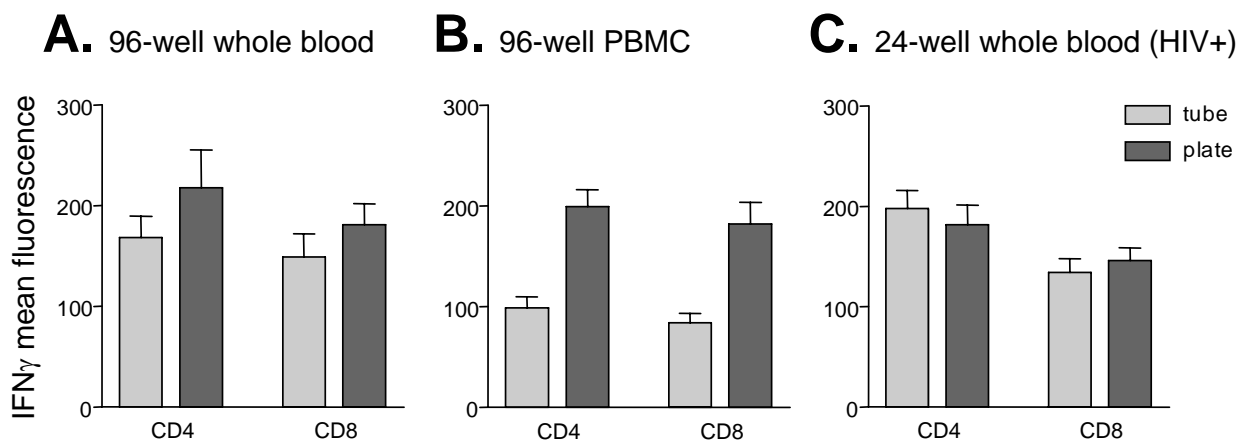 A. 96-well whole blood
B. 96-well PBMC
C. 24-well whole blood (HIV+)
IFNγ mean fluorescence
300
200
100
0
CD4 CD8
300
200
100
0
CD4 CD8
300
200
100
0
CD4 CD8
tube
plate